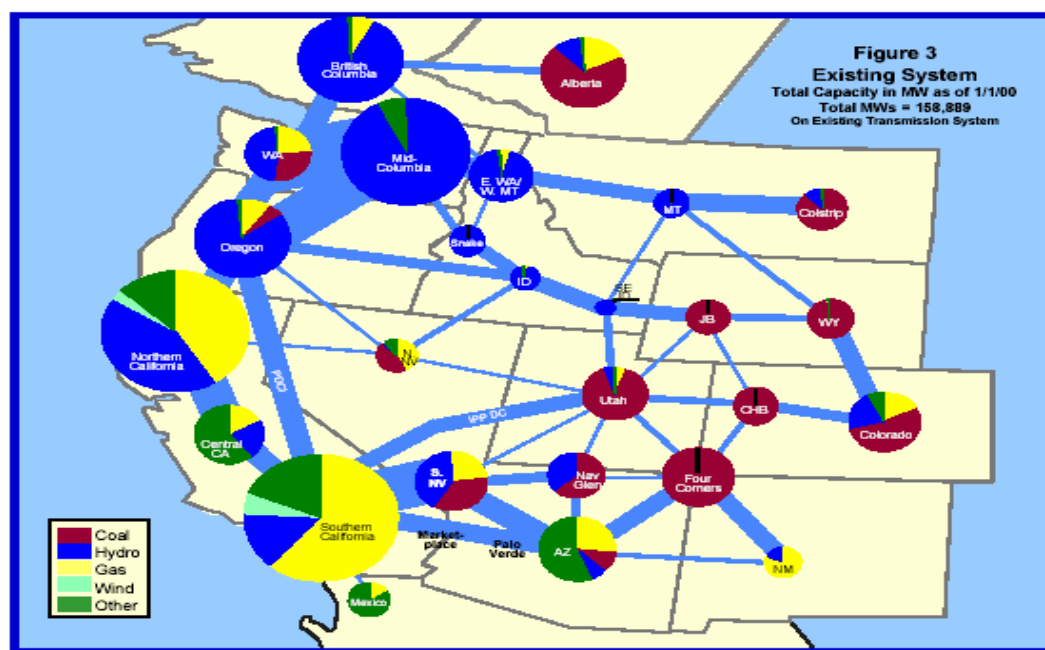 Figure 3
Existing System
Total Capacity in MW as of 1/1/00
Total MWs = 158,889
On Existing Transmission System
British
Columbia
Alberta
WA
Mid-
Columbia
E. WA/
W. MT
MT
Colstrip
Oregon
Snake
ID
SE
JB
WY
Northern
California
N.
NV
PDCI
Utah
CHB
Colorado
Central
CA
IPP DC
S.
NV
Nav
Glen
Four
Corners
Southern
California
Market-
place
Palo
Verde
AZ
NM
Mexico
Coal
Hydro
Gas
Wind
Other